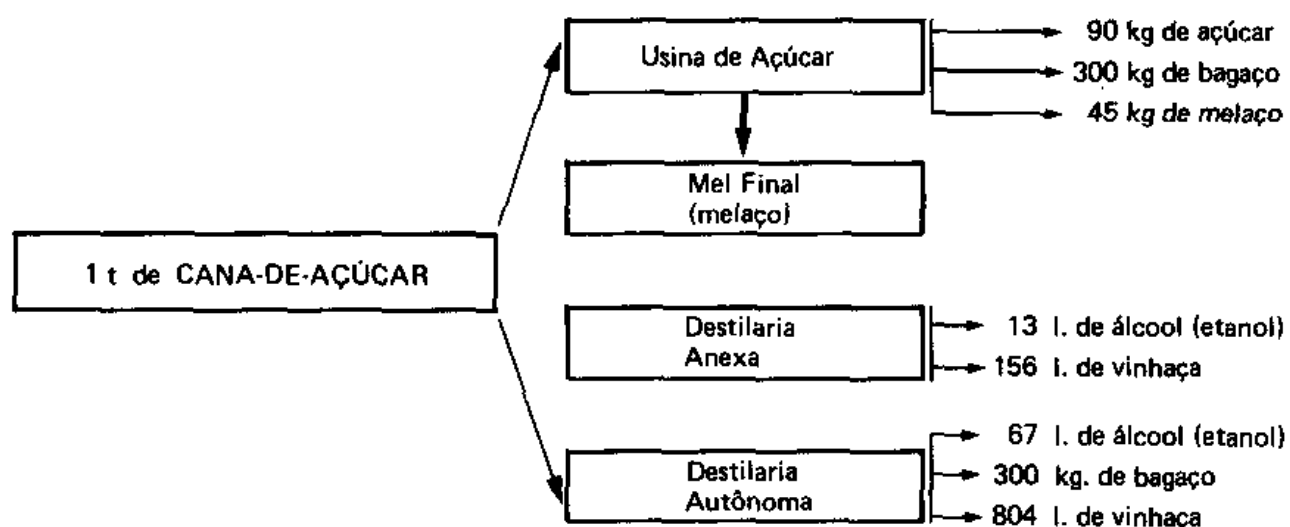 Usina de Açúcar
90 kg de açúcar
300 kg de bagaço
45 kg de melaço
Mel Final
(melaço)
1 t de CANA-DE-AÇÚCAR
Destilaria
Anexa
13 l. de álcool (etanol)
156 l. de vinhaça
Destilaria
Autônoma
67 l. de álcool (etanol)
300 kg. de bagaço
804 l. de vinhaça